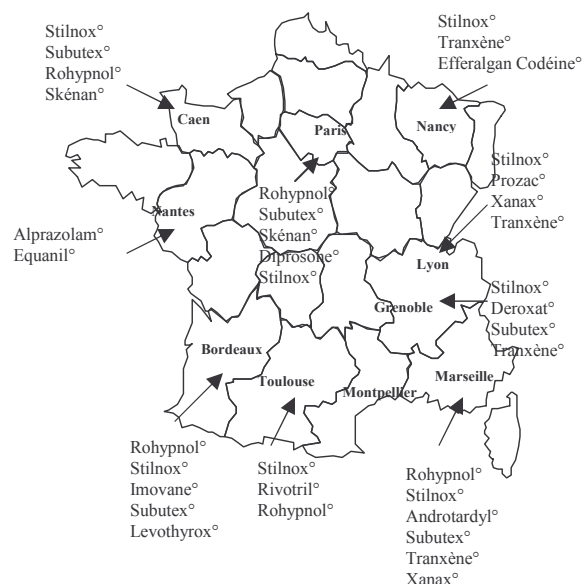 Stilnox°
Subutex°
Rohypnol°
Skénan°
Caen
Stilnox°
Tranxène°
Efferalgan Codéine°
Nancy
Paris
Rohypnol°
Subutex°
Skénan°
Diprosone°
Stilnox°
Stilnox°
Prozac°
Xanax°
Tranxène°
Lyon
Nantes
Alprazolam°
Equanil°
Grenoble
Stilnox°
Deroxat°
Subutex°
Tranxène°
Bordeaux
Toulouse
Montpellier
Marseille
Rohypnol°
Stilnox°
Imovane°
Subutex°
Levothyrox°
Stilnox°
Rivotril°
Rohypnol°
Rohypnol°
Stilnox°
Androtardyl°
Subutex°
Tranxène°
Xanax°